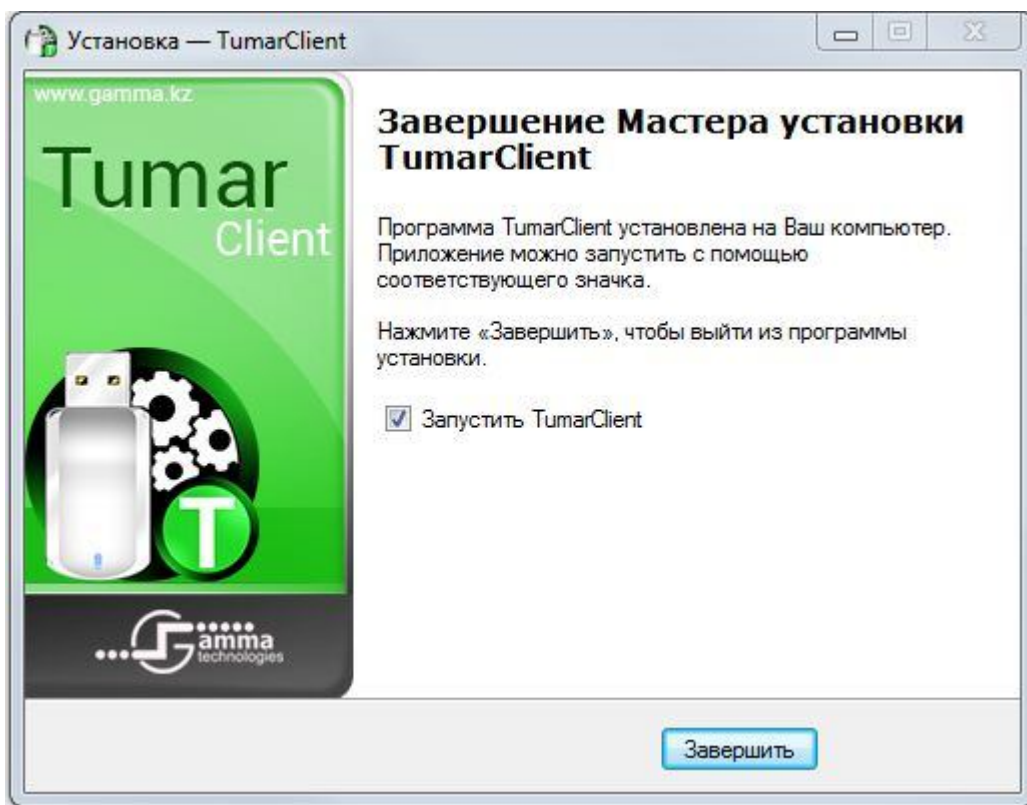 Установка — TumarClient
www.gamma.kz
Tumar
Client
T
Gamma
technologies
Завершение Мастера установки
TumarClient
Программа TumarClient установлена на Ваш компьютер.
Приложение можно запустить с помощью
соответствующего значка.
Нажмите «Завершить», чтобы выйти из программы
установки.
Запустить TumarClient
Завершить